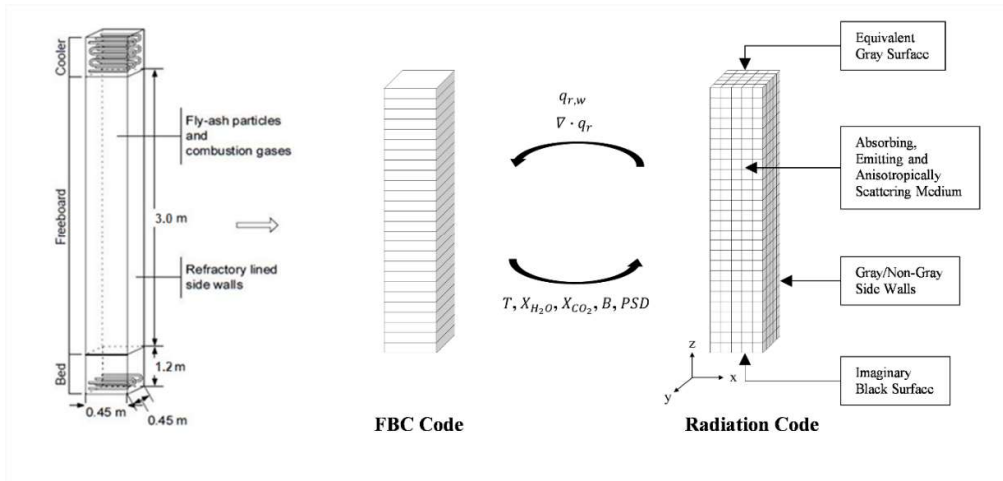 Cooler
Freeboard
Bed
Fly-ash particles
and
combustion gases
3.0 m
Refractory lined
side walls
1.2 m
0.45 m
0.45 m
FBC Code
q_{r,w}
∇ · q_r
T, X_{H_2O}, X_{CO_2}, B, PSD
z
x
y
Radiation Code
Equivalent
Gray Surface
Absorbing,
Emitting and
Anisotropically
Scattering Medium
Gray/Non-Gray
Side Walls
Imaginary
Black Surface